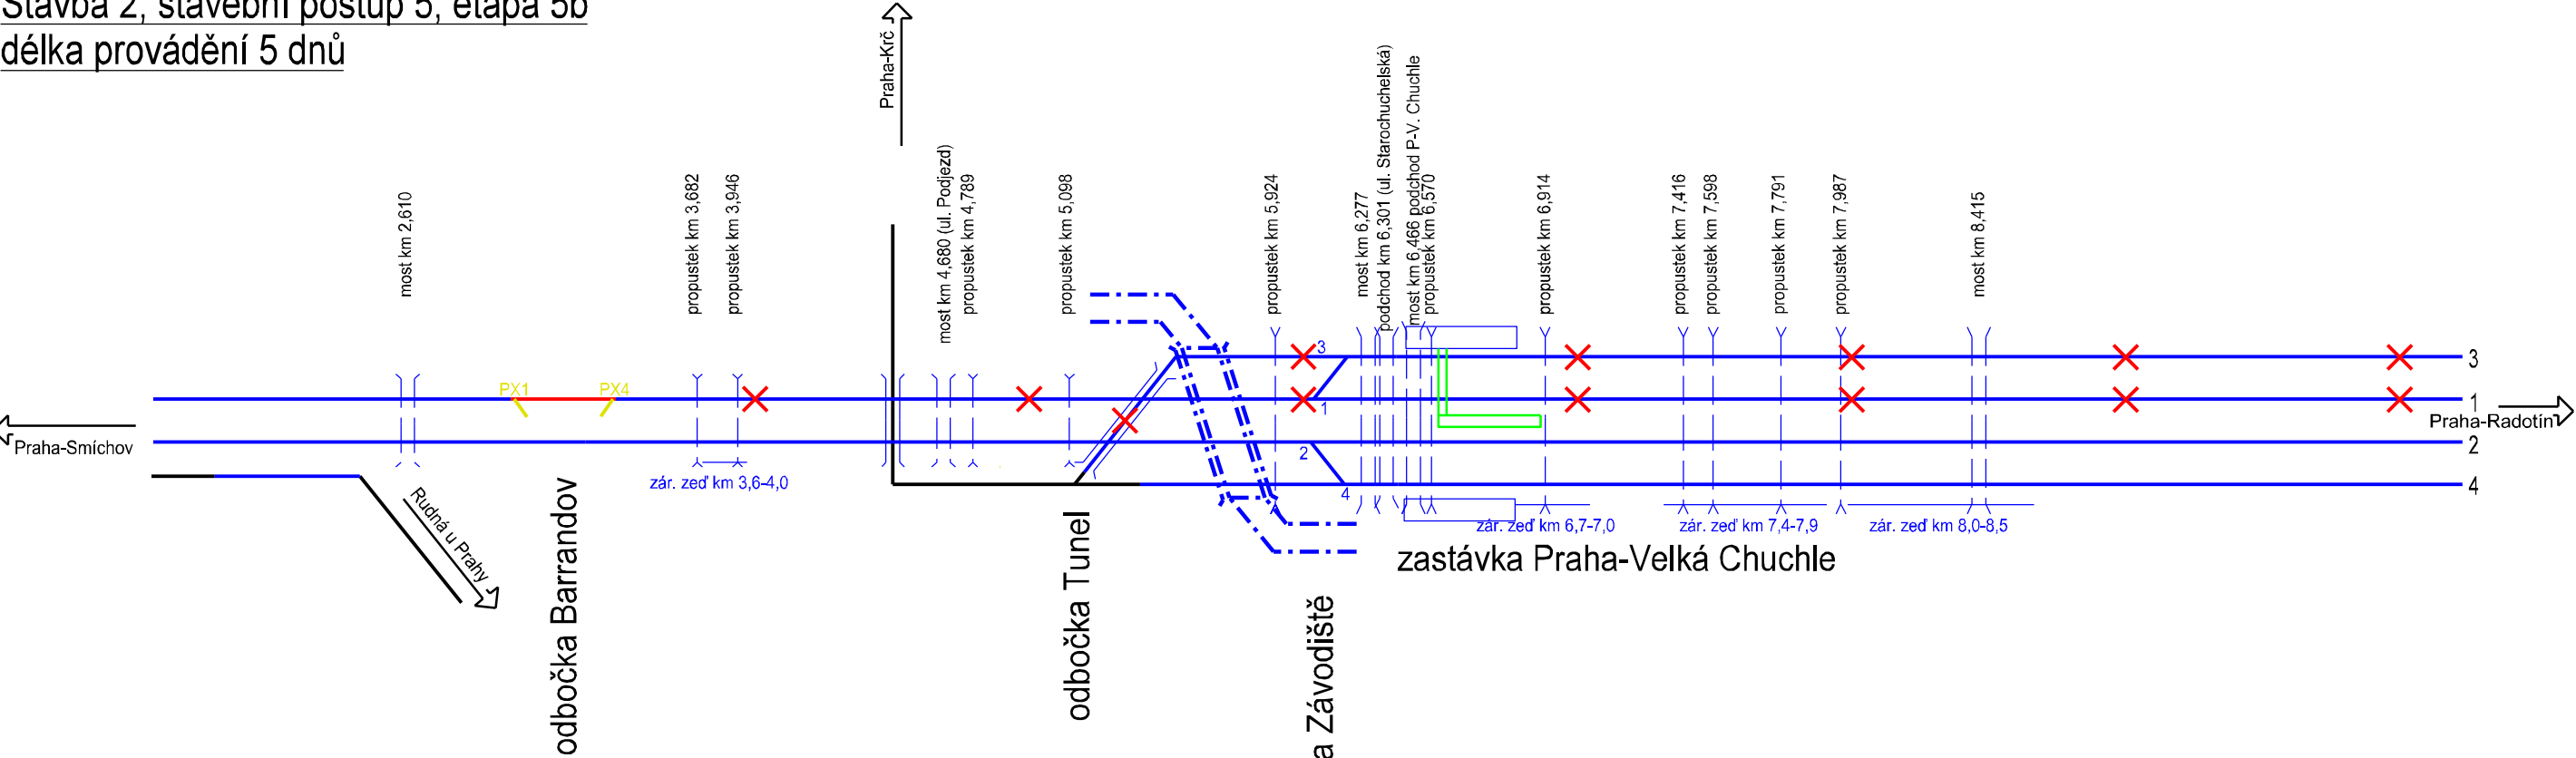 Stavba 2, stavební postup 5, etapa 5b
délka provádění 5 dnů
Praha-Krč
most km 2,610
propustek km 3,682
propustek km 3,946
most km 4,680 (ul. Podjezd)
propustek km 4,789
propustek km 5,098
propustek km 5,924
most km 6,277
podchod km 6,301 (ul. Starochuchelská)
most km 6,466 podchod P-V. Chuchle
propustek km 6,570
propustek km 6,914
propustek km 7,416
propustek km 7,598
propustek km 7,791
propustek km 7,987
most km 8,415
3
3
PX1
PX4
1
1
Praha-Radotín
Praha-Smíchov
2
2
zár. zeď km 3,6-4,0
4
4
Rudná u Prahy
zár. zeď km 6,7-7,0
zár. zeď km 7,4-7,9
zár. zeď km 8,0-8,5
zastávka Praha-Velká Chuchle
odbočka Barrandov
odbočka Tunel
a Závodiště